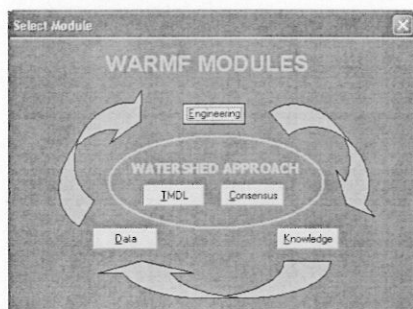 Select Module
WARMF MODULES
Engineering
WATERSHED APPROACH
TMDL Consensus
Data Knowledge